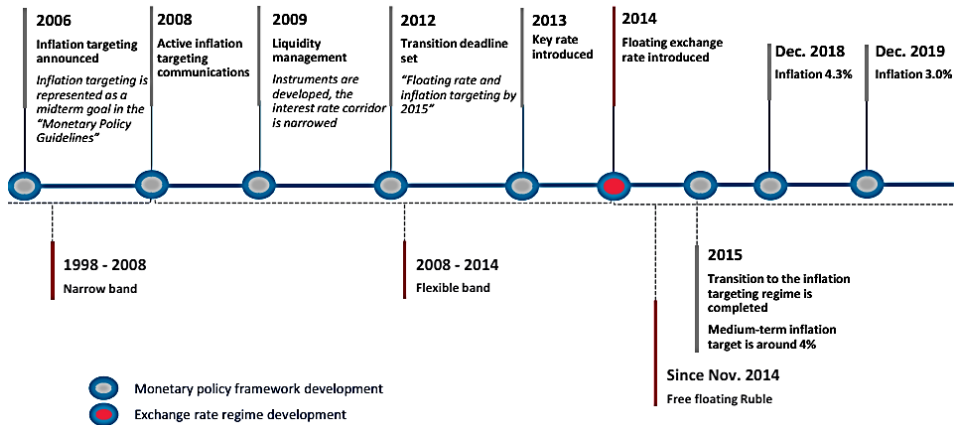 2006
Inflation targeting
announced
Inflation targeting is
represented as a
midterm goal in the
“Monetary Policy
Guidelines”
2008
Active inflation
targeting
communications
2009
Liquidity
management
Instruments are
developed, the
interest rate corridor
is narrowed
2012
Transition deadline
set
“Floating rate and
inflation targeting by
2015”
2013
Key rate
introduced
2014
Floating exchange
rate introduced
Dec. 2018
Inflation 4.3%
Dec. 2019
Inflation 3.0%
1998 - 2008
Narrow band
2008 - 2014
Flexible band
2015
Transition to the inflation
targeting regime is
completed
Medium-term inflation
target is around 4%
Since Nov. 2014
Free floating Ruble
Monetary policy framework development
Exchange rate regime development